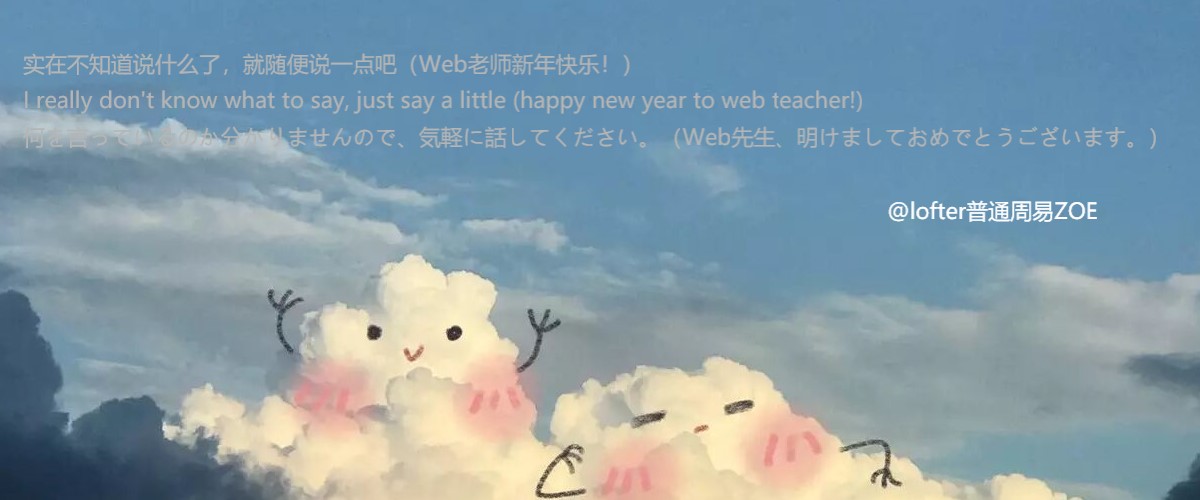 实在不知道说什么了，就随便说一点吧（Web老师新年快乐！）
I really don't know what to say, just say a little (happy new year to web teacher!)
何を言っているのか分かりませんので、気軽に話してください。（Web先生、明けましておめでとうございます。）
@lofter普通周易ZOE